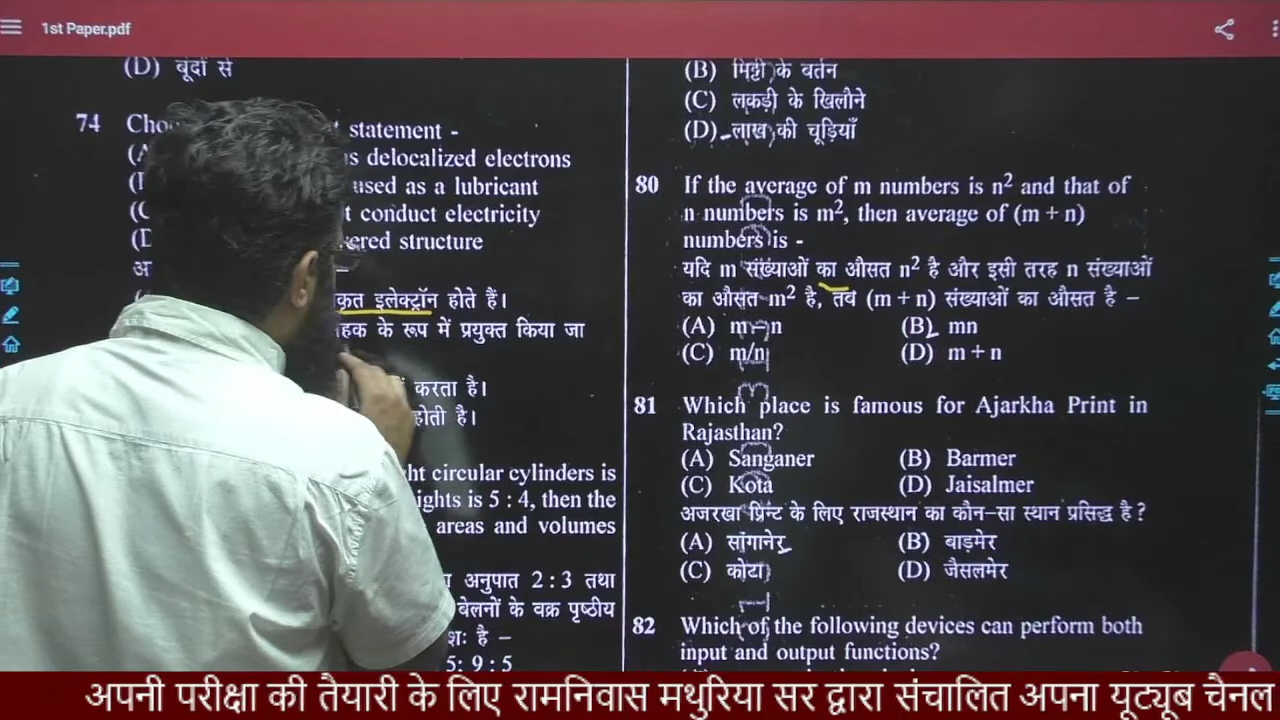 1st Paper.pdf
(D) बूंदों से
74 statement -
delocalized electrons
used as a lubricant
conduct electricity
structure
इलेक्ट्रॉन होते हैं।
के रूप में प्रयुक्त किया जा
करता है।
होती है।
circular cylinders is
is 5 : 4, then the
areas and volumes
अनुपात 2 : 3 तथा
बेलनों के वक्र पृष्ठीय
है –
5: 9 : 5
(B) मिट्टी के बर्तन
(C) लकड़ी के खिलौने
(D) लाख की चूड़ियाँ
80 If the average of m numbers is n² and that of
n numbers is m², then average of (m + n)
numbers is -
यदि m संख्याओं का औसत n² है और इसी तरह n संख्याओं
का औसत m² है, तब (m + n) संख्याओं का औसत है –
(A) m – n (B) mn
(C) m/n (D) m + n
81 Which place is famous for Ajarkha Print in
Rajasthan?
(A) Sanganer (B) Barmer
(C) Kota (D) Jaisalmer
अजरखा प्रिन्ट के लिए राजस्थान का कौन-सा स्थान प्रसिद्ध है ?
(A) सांगानेर (B) बाड़मेर
(C) कोटा (D) जैसलमेर
82 Which of the following devices can perform both
input and output functions?
अपनी परीक्षा की तैयारी के लिए रामनिवास मथुरिया सर द्वारा संचालित अपना यूट्यूब चैनल